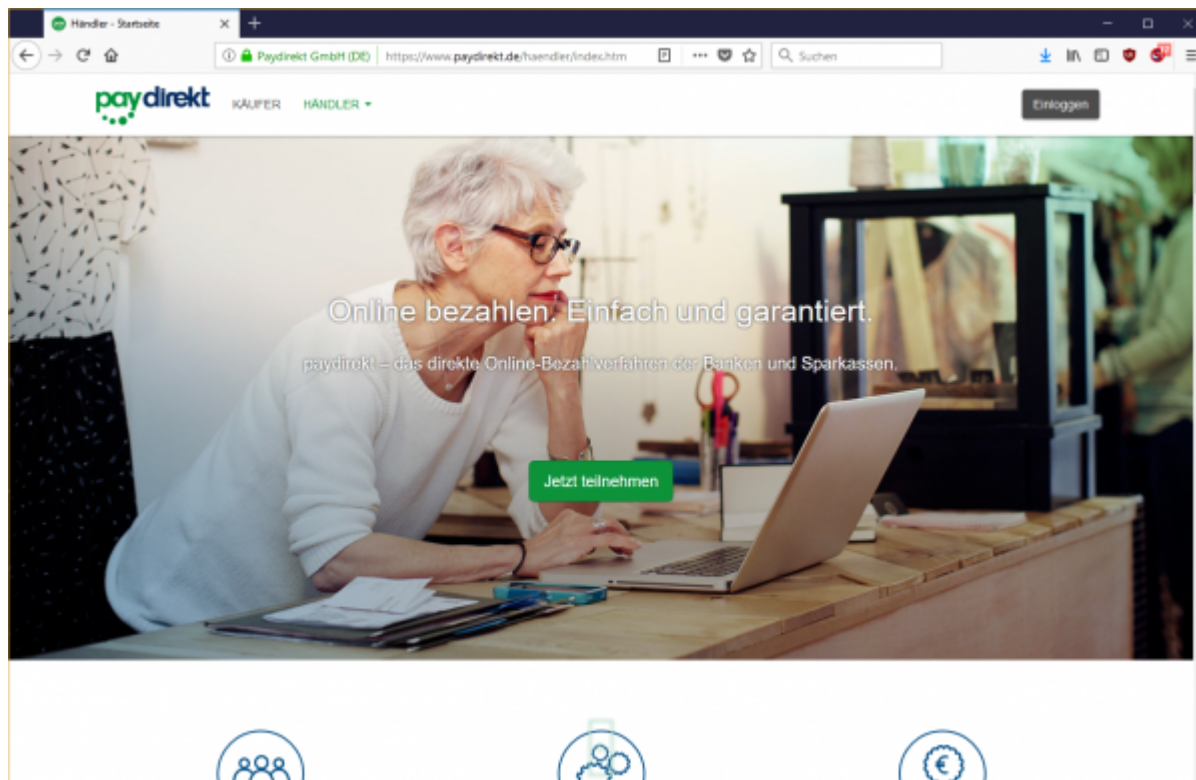 Händler - Startseite
Paydirekt GmbH (DE) https://www.paydirekt.de/haendler/index.htm
Suchen
paydirekt KÄUFER HÄNDLER Einloggen
Online bezahlen. Einfach und garantiert.
paydirekt – das direkte Online-Bezahlverfahren der Banken und Sparkassen.
Jetzt teilnehmen